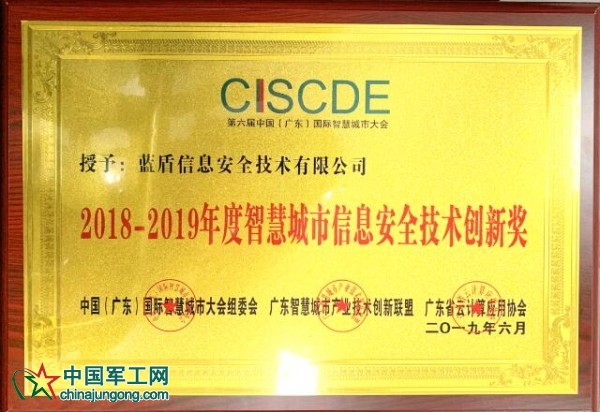 CISCDE
第六届中国（广东）国际智慧城市大会
授予：蓝盾信息安全技术有限公司
2018-2019年度智慧城市信息安全技术创新奖
中国（广东）国际智慧城市大会组委会 广东智慧城市产业技术创新联盟 广东省云计算应用协会
二〇一九年六月
中国军工网
chinajungong.com